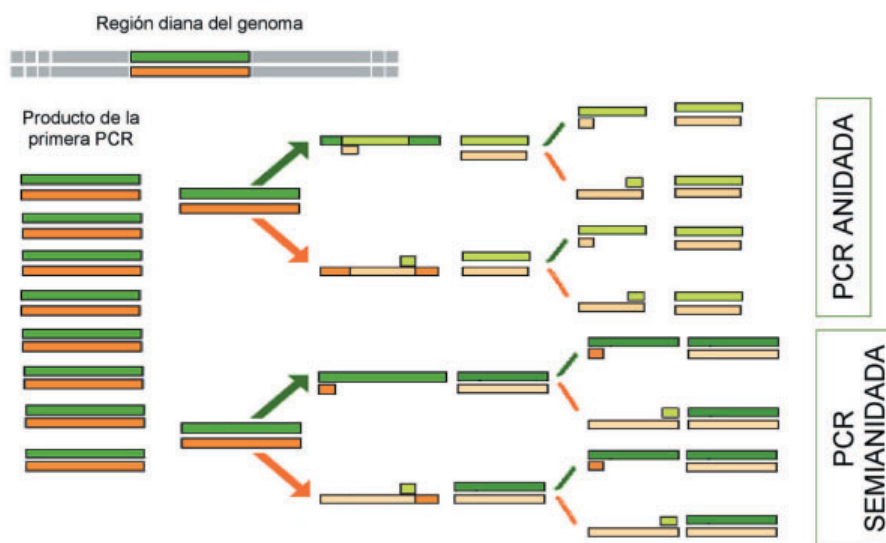 Región diana del genoma
Producto de la
primera PCR
PCR ANIDADA
PCR
SEMIANIDADA